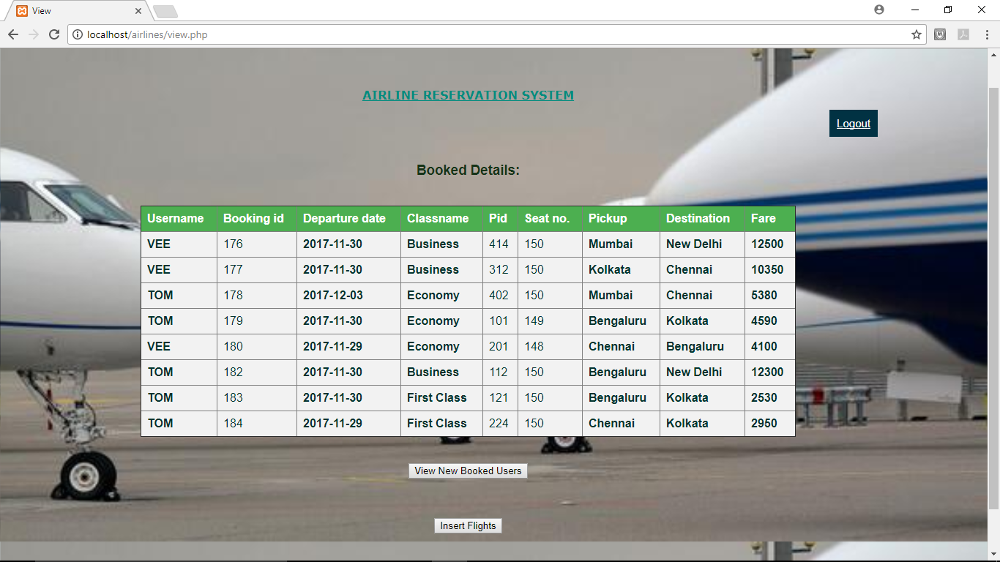 View
localhost/airlines/view.php
AIRLINE RESERVATION SYSTEM
Logout
Booked Details:
Username Booking id Departure date Classname Pid Seat no. Pickup Destination Fare
VEE 176 2017-11-30 Business 414 150 Mumbai New Delhi 12500
VEE 177 2017-11-30 Business 312 150 Kolkata Chennai 10350
TOM 178 2017-12-03 Economy 402 150 Mumbai Chennai 5380
TOM 179 2017-11-30 Economy 101 149 Bengaluru Kolkata 4590
VEE 180 2017-11-29 Economy 201 148 Chennai Bengaluru 4100
TOM 182 2017-11-30 Business 112 150 Bengaluru New Delhi 12300
TOM 183 2017-11-30 First Class 121 150 Bengaluru Kolkata 2530
TOM 184 2017-11-29 First Class 224 150 Chennai Kolkata 2950
View New Booked Users
Insert Flights